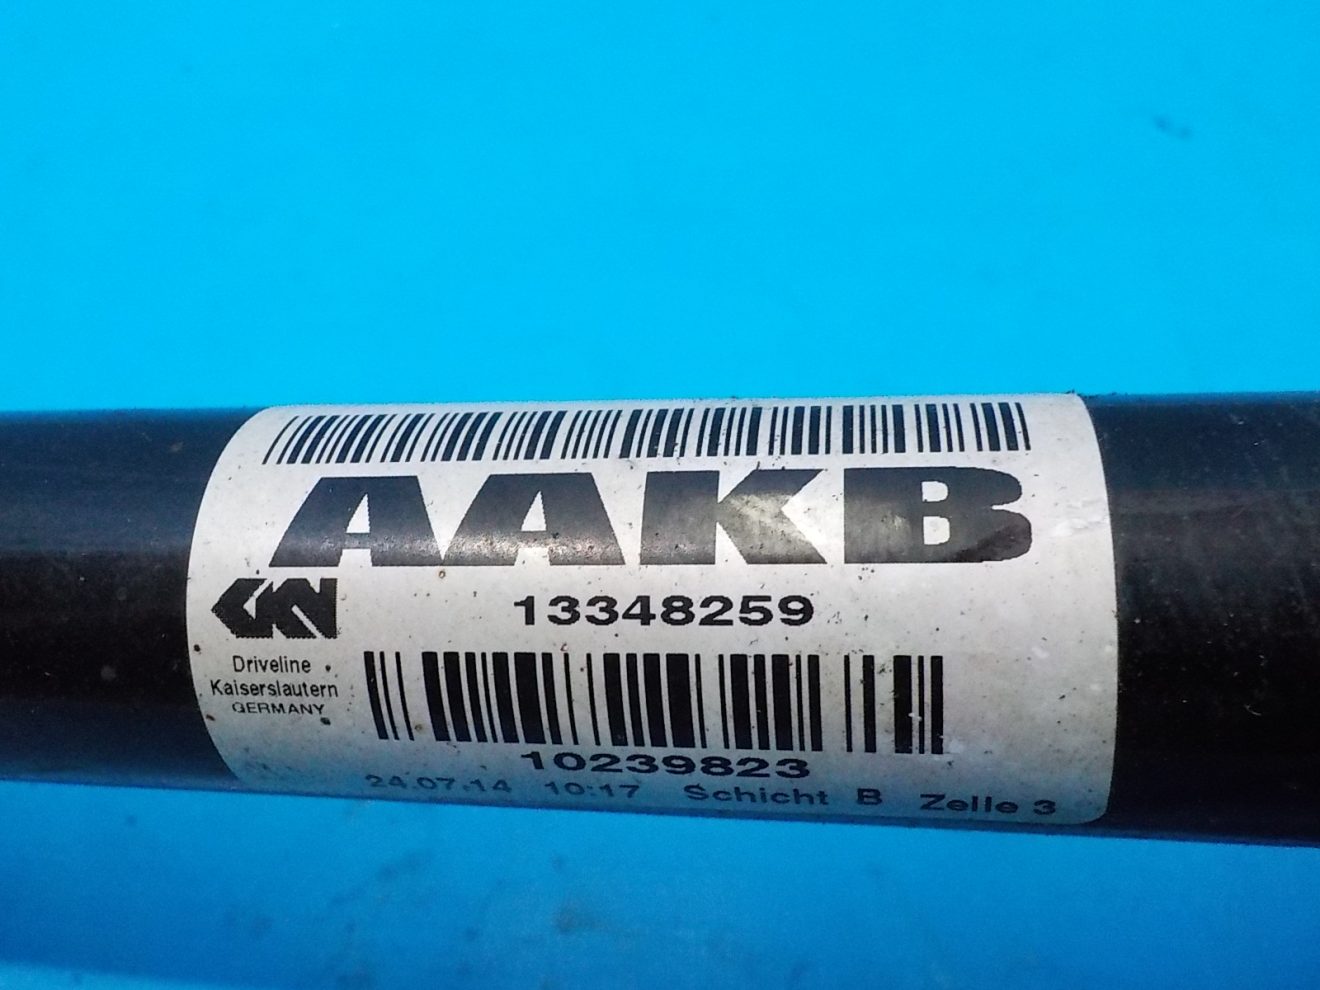 AAKB
13348259
GKN
Driveline
Kaiserslautern
GERMANY
10239823
24.07.14 10:17 Schicht B Zelle 3